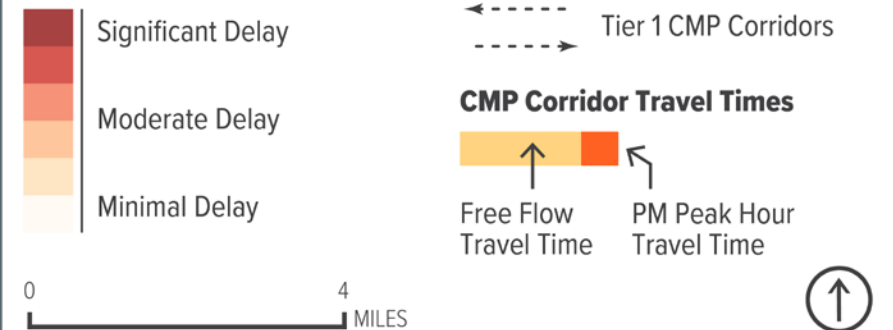 Significant Delay
Moderate Delay
Minimal Delay
0 4
MILES
Tier 1 CMP Corridors
CMP Corridor Travel Times
Free Flow
Travel Time
PM Peak Hour
Travel Time